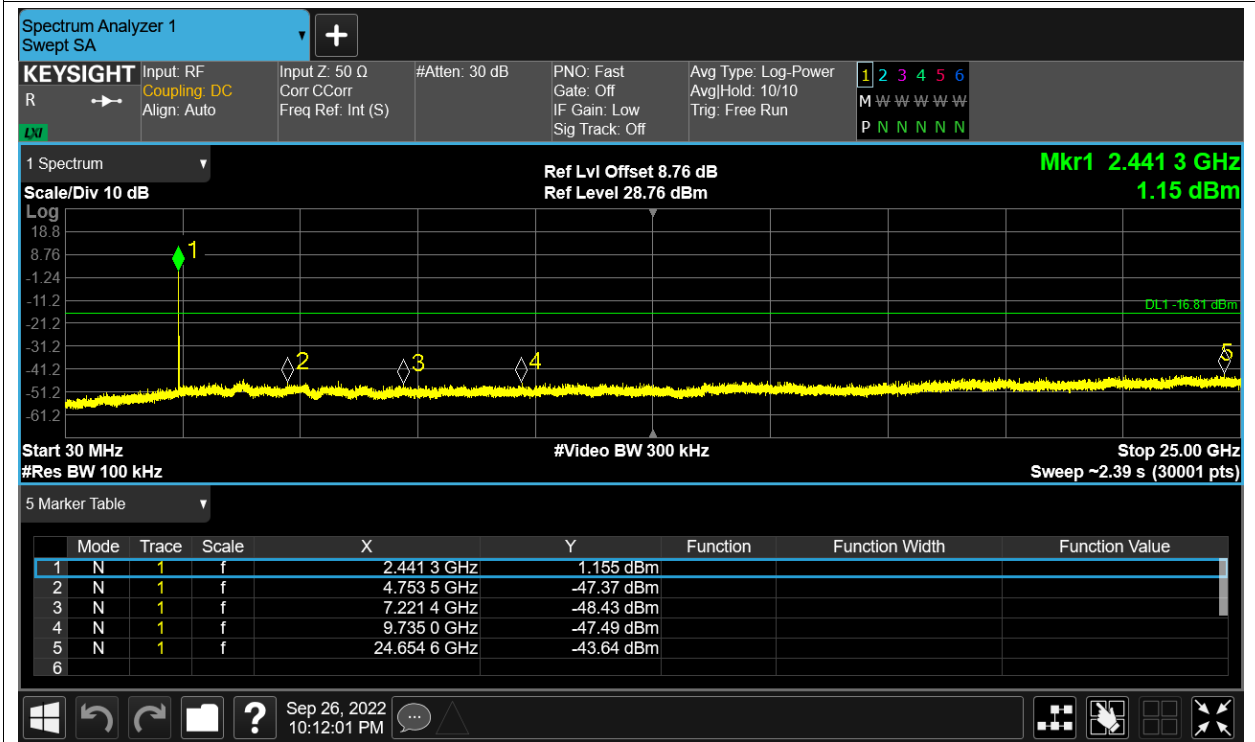 Spectrum Analyzer 1
Swept SA
KEYSIGHT Input: RF Input Z: 50 Ω #Atten: 30 dB PNO: Fast Avg Type: Log-Power 1 2 3 4 5 6
R Coupling: DC Corr CCorr Gate: Off Avg|Hold: 10/10 M W W W W W
Align: Auto Freq Ref: Int (S) IF Gain: Low Trig: Free Run
LXI Sig Track: Off P N N N N N
1 Spectrum Ref Lvl Offset 8.76 dB Mkr1 2.441 3 GHz
Scale/Div 10 dB Ref Level 28.76 dBm 1.15 dBm
Log
18.8
8.76 1
-1.24
-11.2 DL1 -16.81 dBm
-21.2
-31.2 5
-41.2 2 3 4
-51.2
-61.2
Start 30 MHz #Video BW 300 kHz Stop 25.00 GHz
#Res BW 100 kHz Sweep ~2.39 s (30001 pts)
5 Marker Table
Mode Trace Scale X Y Function Function Width Function Value
1 N 1 f 2.441 3 GHz 1.155 dBm
2 N 1 f 4.753 5 GHz -47.37 dBm
3 N 1 f 7.221 4 GHz -48.43 dBm
4 N 1 f 9.735 0 GHz -47.49 dBm
5 N 1 f 24.654 6 GHz -43.64 dBm
6
? Sep 26, 2022
10:12:01 PM